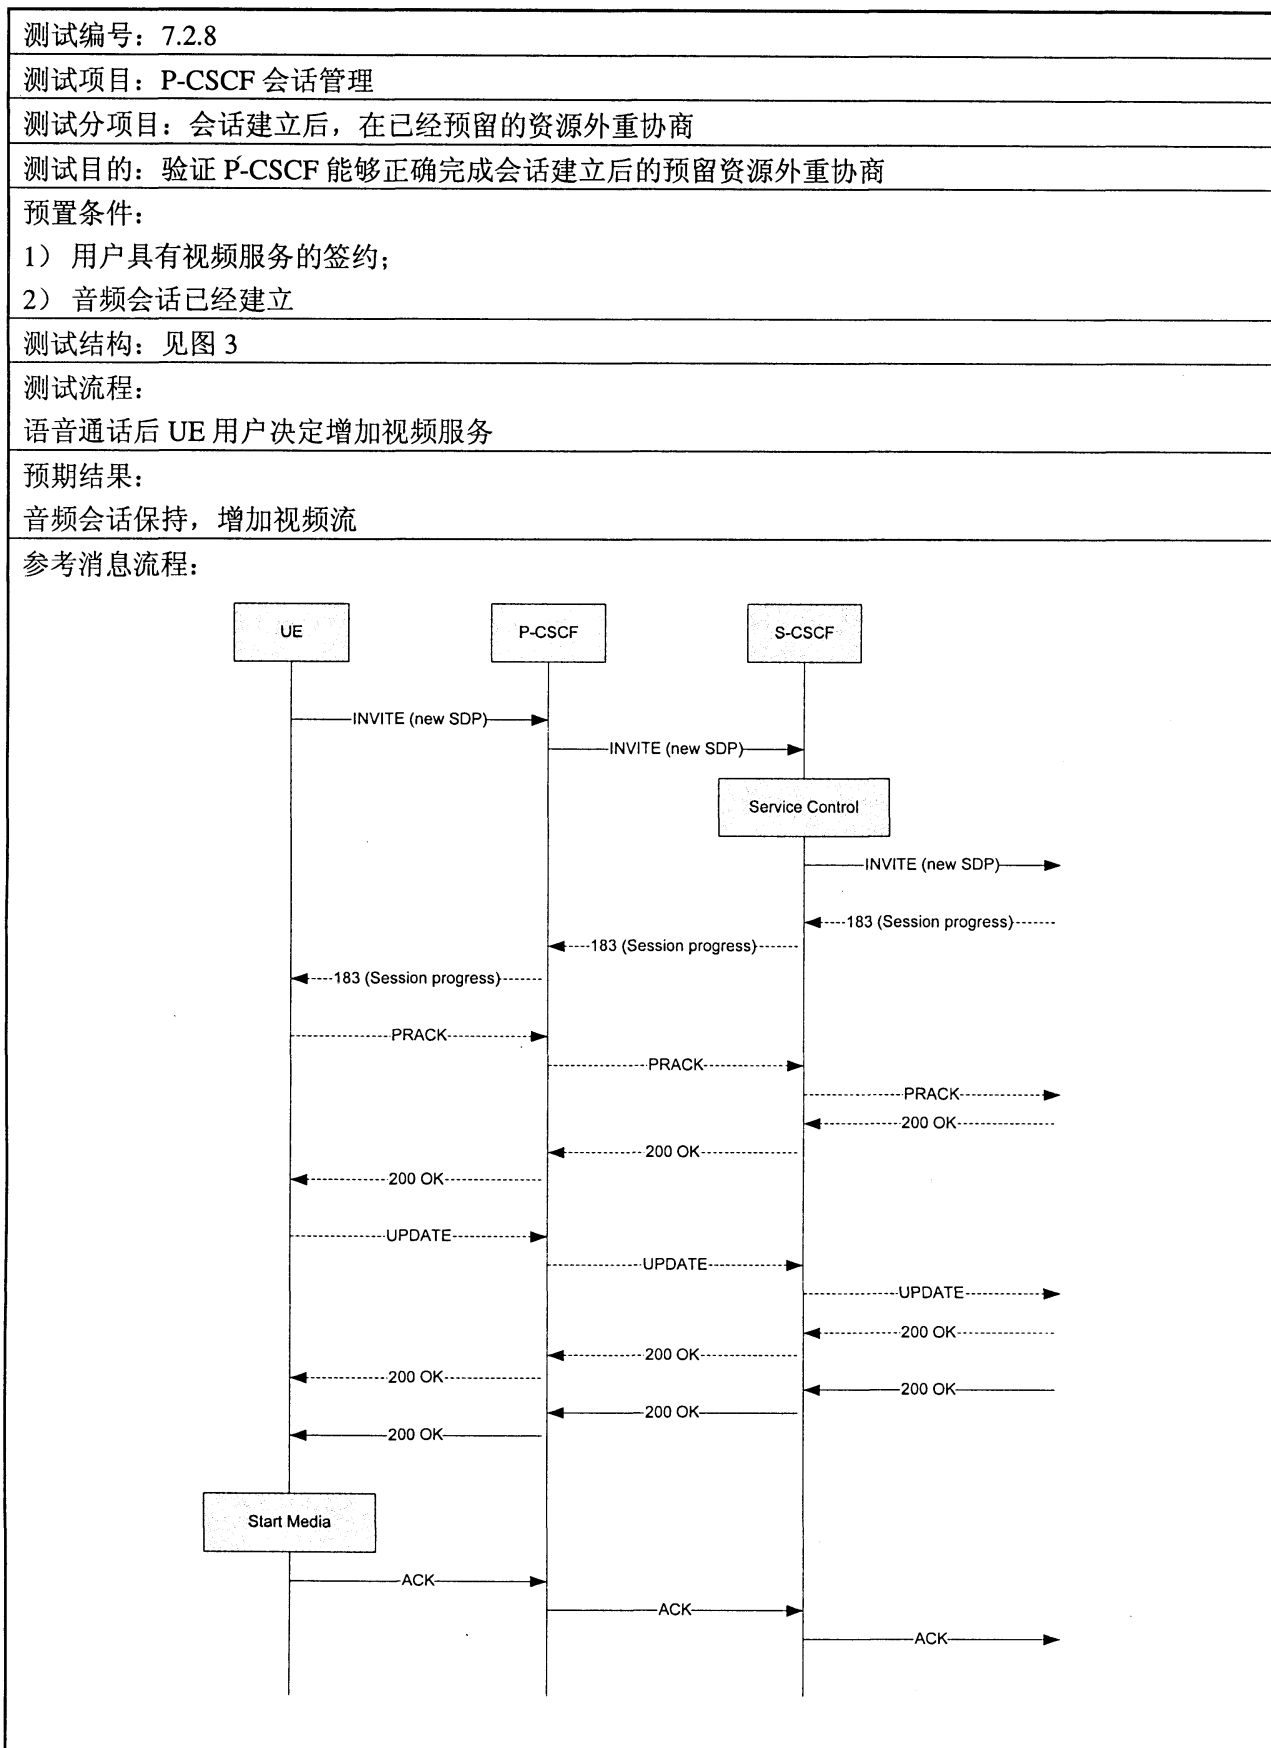 测试编号：7.2.8
测试项目：P-CSCF 会话管理
测试分项目：会话建立后，在已经预留的资源外重协商
测试目的：验证 P-CSCF 能够正确完成会话建立后的预留资源外重协商
预置条件：
1） 用户具有视频服务的签约；
2） 音频会话已经建立
测试结构：见图 3
测试流程：
语音通话后 UE 用户决定增加视频服务
预期结果：
音频会话保持，增加视频流
参考消息流程：
UE
P-CSCF
S-CSCF
INVITE (new SDP)
INVITE (new SDP)
Service Control
INVITE (new SDP)
183 (Session progress)
183 (Session progress)
183 (Session progress)
PRACK
PRACK
PRACK
200 OK
200 OK
200 OK
UPDATE
UPDATE
UPDATE
200 OK
200 OK
200 OK
200 OK
200 OK
200 OK
Start Media
ACK
ACK
ACK